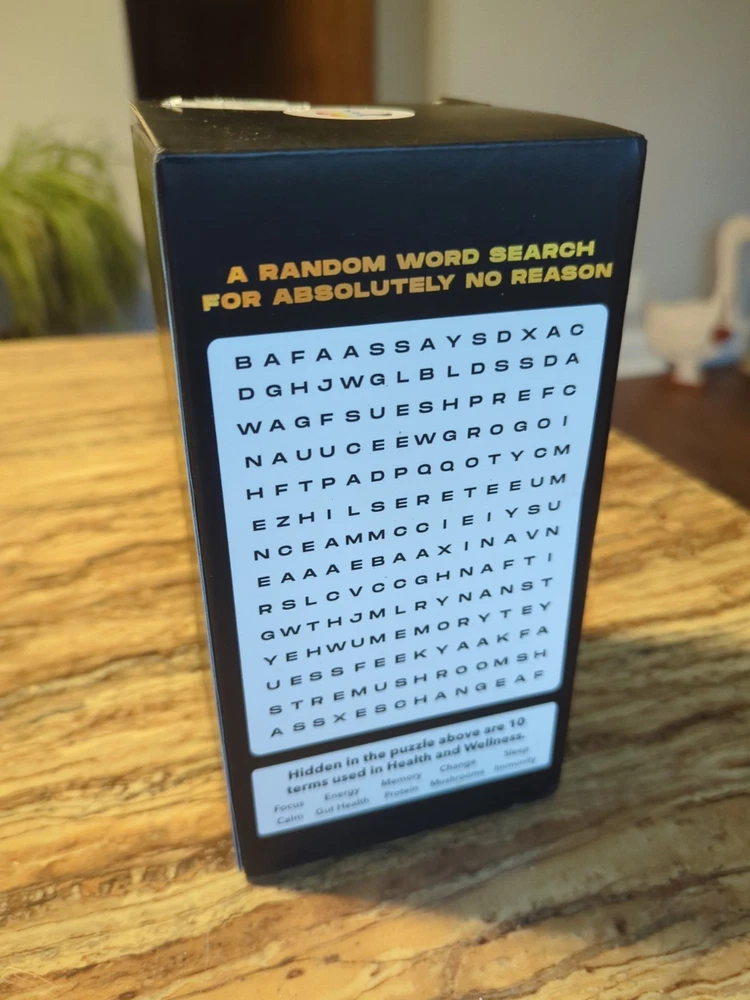 A RANDOM WORD SEARCH
FOR ABSOLUTELY NO REASON
B A F A A S S A Y S D X A C
D G H J W G L B L D S S D A
W A G F S U E S H P R E F C
N A U U C E E W G R O G O I
H F T P A D P Q Q O T Y C M
E Z H I L S E R E T E E U M
N C E A M M C C I E I Y S U
E A A A E B A A X I N A V N
R S L C V C C G H N A F T I
G W T H J M L R Y N A N S T
Y E H W U M E M O R Y T E Y
U E S S F E E K Y A A K F A
S T R E M U S H R O O M S H
A S S X E S C H A N G E A F
Hidden in the puzzle above are 10
terms used in Health and Wellness.
Focus Energy Memory Change Sleep
Calm Gut Health Protein Mushrooms Immunity